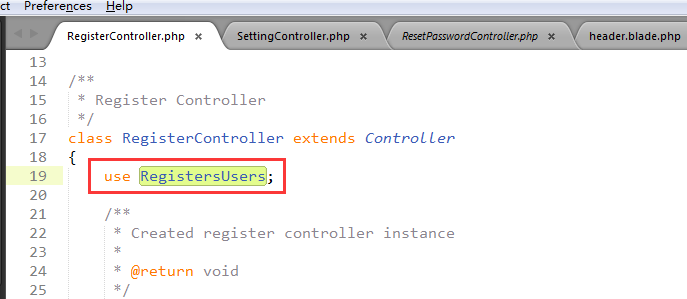 ct Preferences Help
RegisterController.php × SettingController.php × ResetPasswordController.php × header.blade.php
13
14 /**
15 * Register Controller
16 */
17 class RegisterController extends Controller
18 {
19 use RegistersUsers;
20
21 /**
22 * Created register controller instance
23 *
24 * @return void
25 */